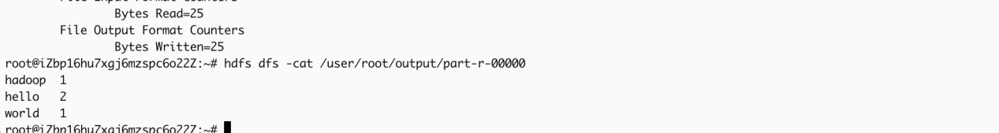 File Input Format Counters
Bytes Read=25
File Output Format Counters
Bytes Written=25
root@iZbp16hu7xgj6mzspc6o22Z:~# hdfs dfs -cat /user/root/output/part-r-00000
hadoop 1
hello 2
world 1
root@iZbp16hu7xgj6mzspc6o22Z:~#